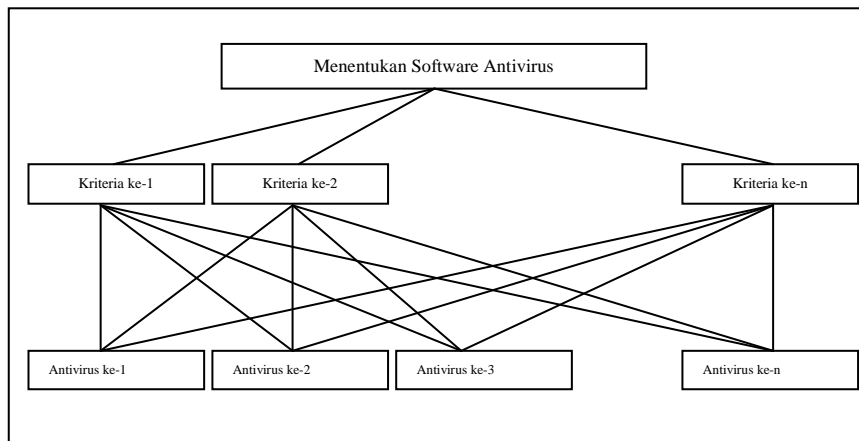 Menentukan Software Antivirus
Kriteria ke-1
Kriteria ke-2
Kriteria ke-n
Antivirus ke-1
Antivirus ke-2
Antivirus ke-3
Antivirus ke-n